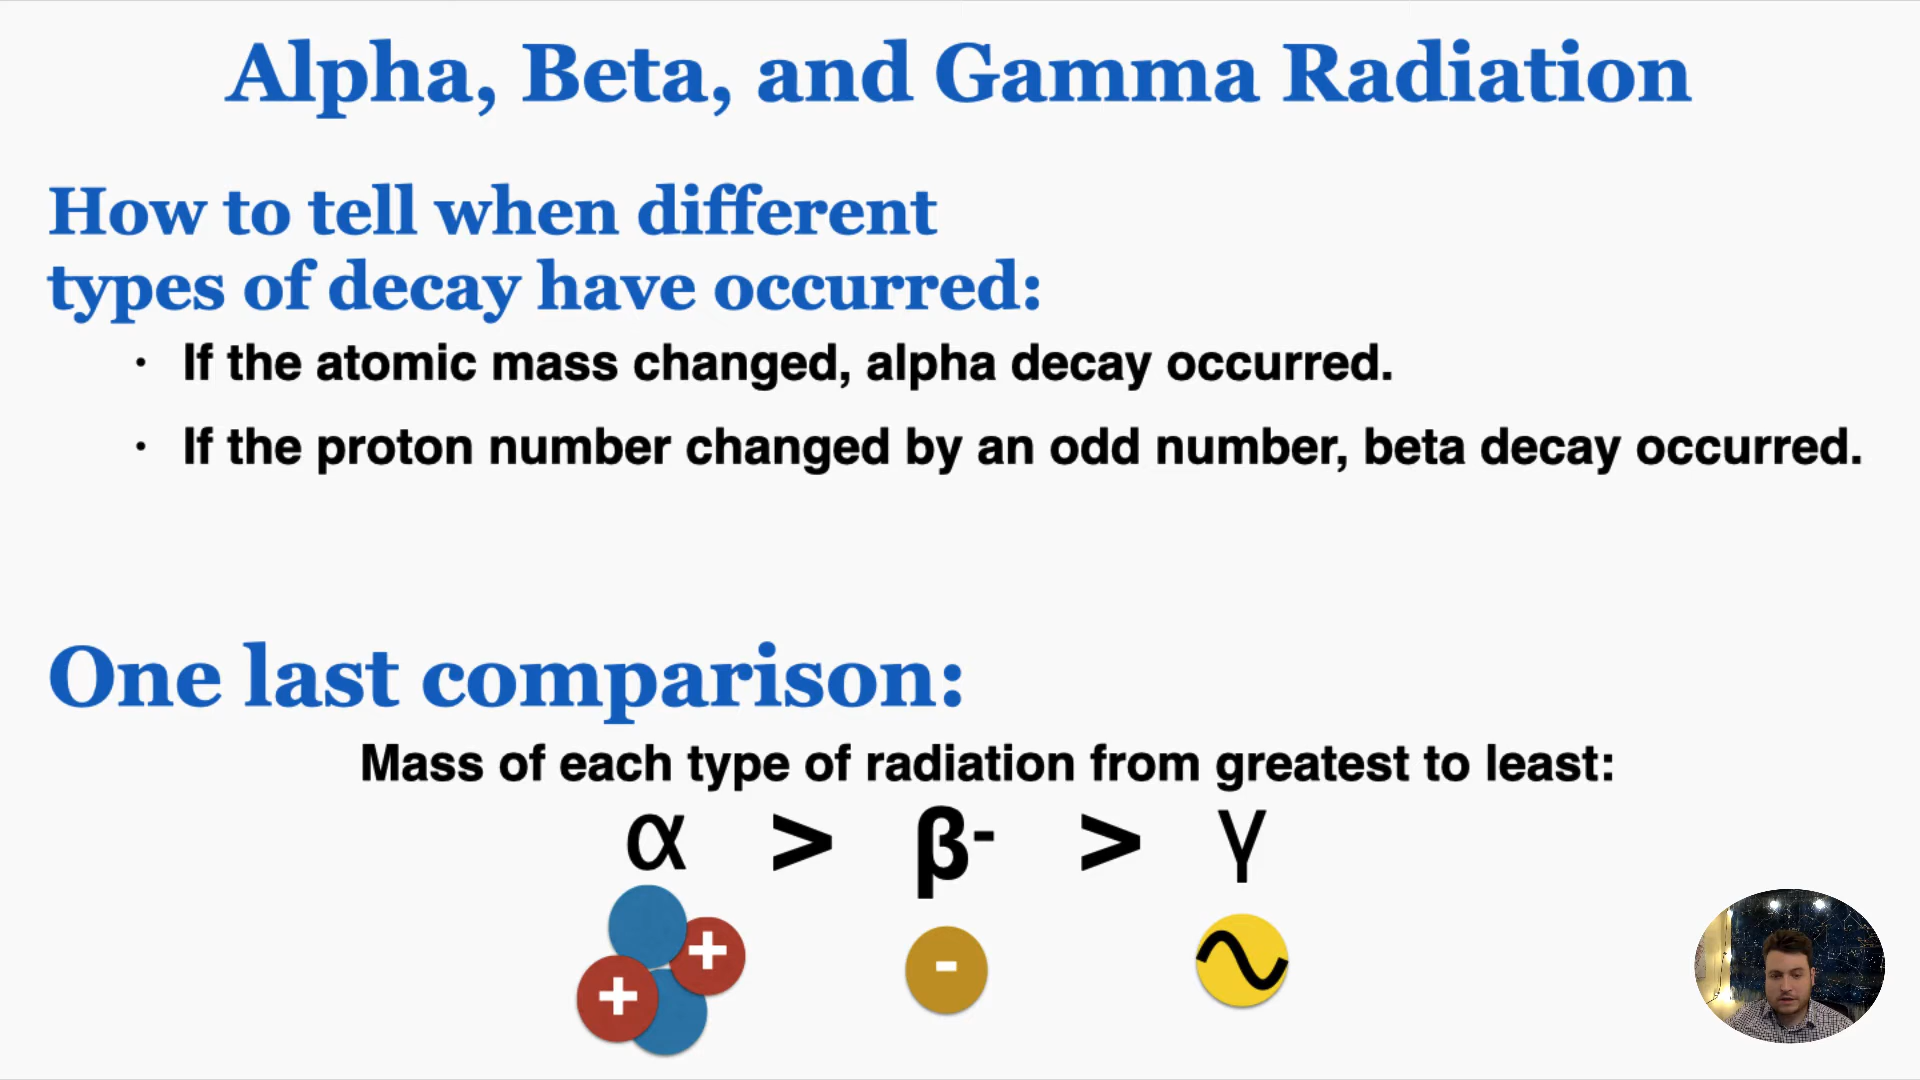 Alpha, Beta, and Gamma Radiation
How to tell when different
types of decay have occurred:
· If the atomic mass changed, alpha decay occurred.
· If the proton number changed by an odd number, beta decay occurred.
One last comparison:
Mass of each type of radiation from greatest to least:
α > β- > γ
+
+ -